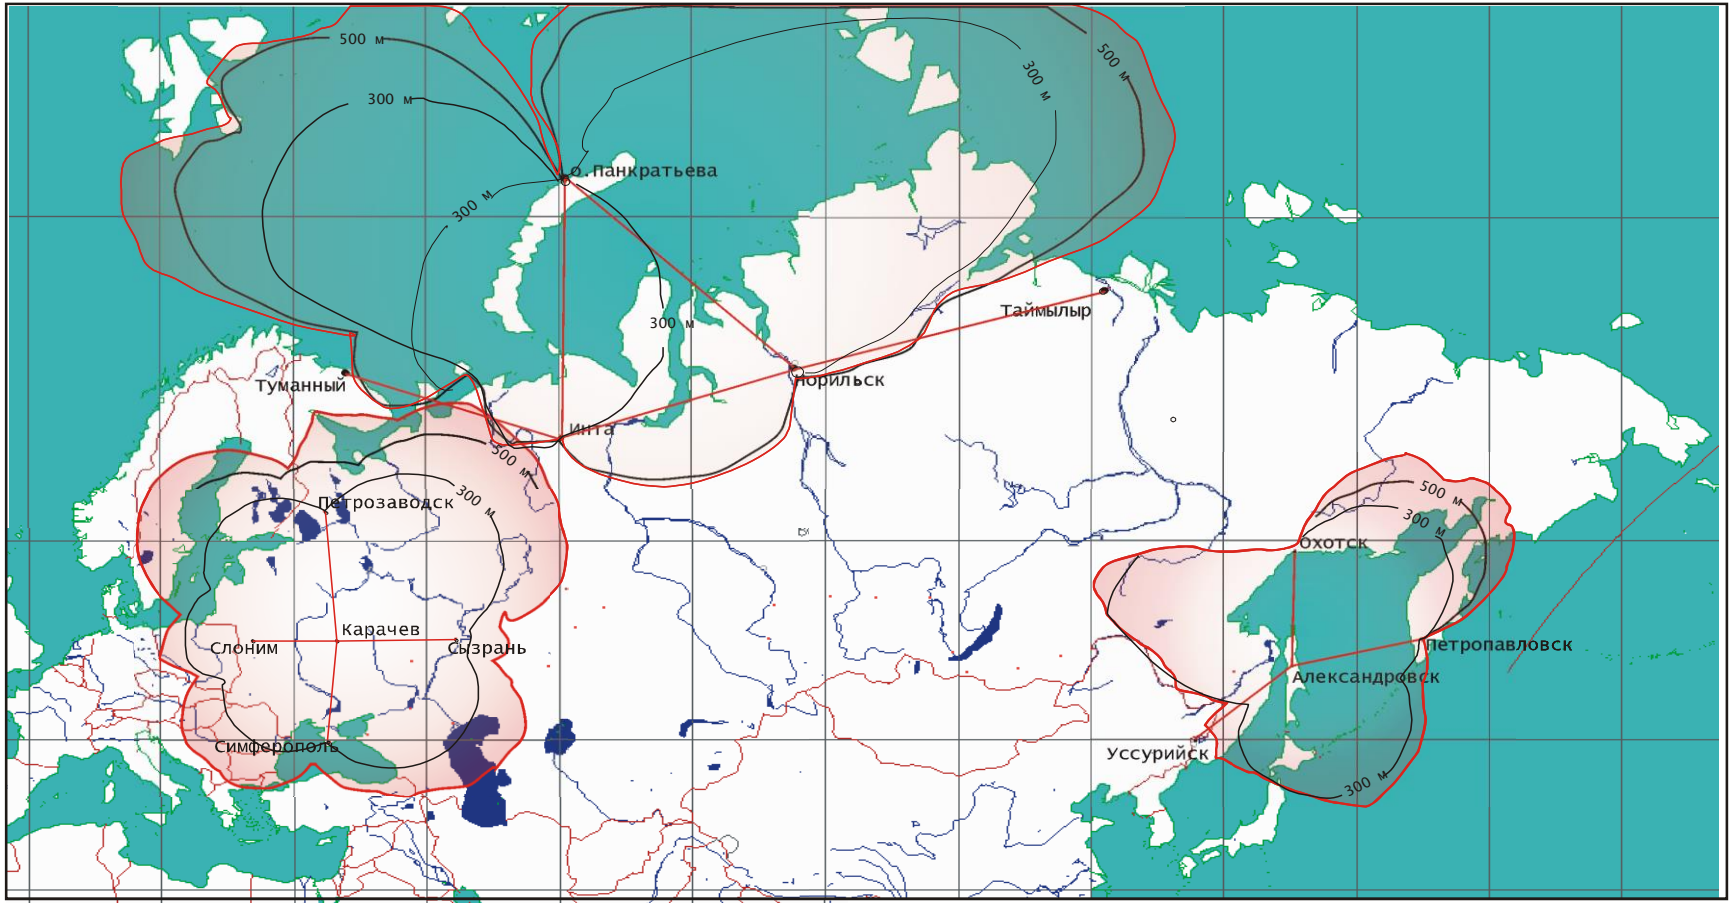 500 м
500 м
300 м
300 м
о.Панкратьева
300 м
Таймылыр
300 м
Норильск
Туманный
Инта
500 м
300 м
Петрозаводск
500 м
300 м
Охотск
Карачев
Слоним
Сызрань
Петропавловск
Александровск
Симферополь
Уссурийск
300 м